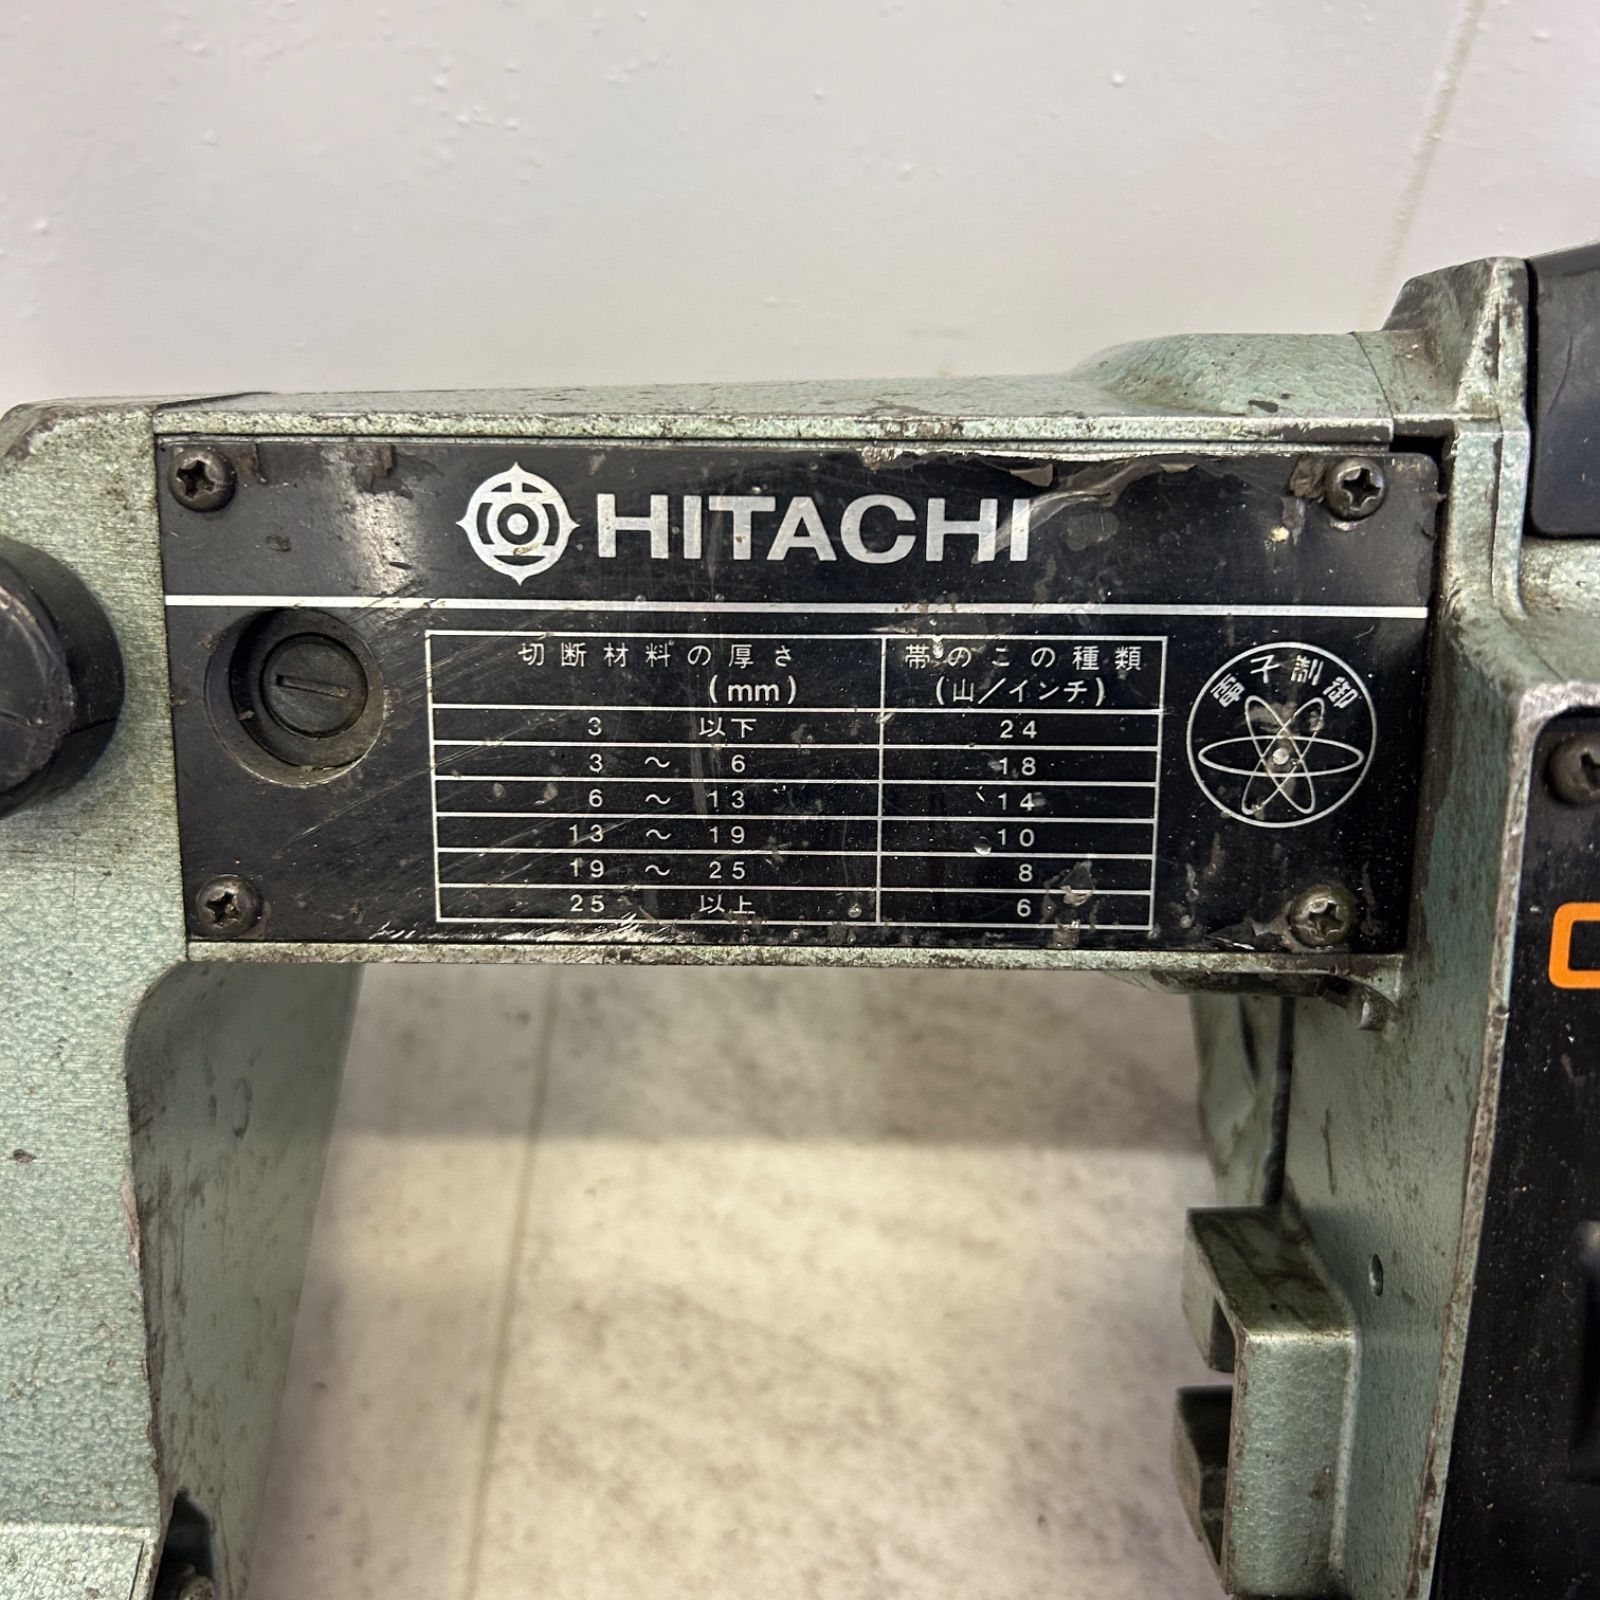 HITACHI
切断材料の厚さ 帯のこの種類
(mm) (山/インチ)
3 以下 24
3 ~ 6 18
6 ~ 13 14
13 ~ 19 10
19 ~ 25 8
25 以上 6
電子制御